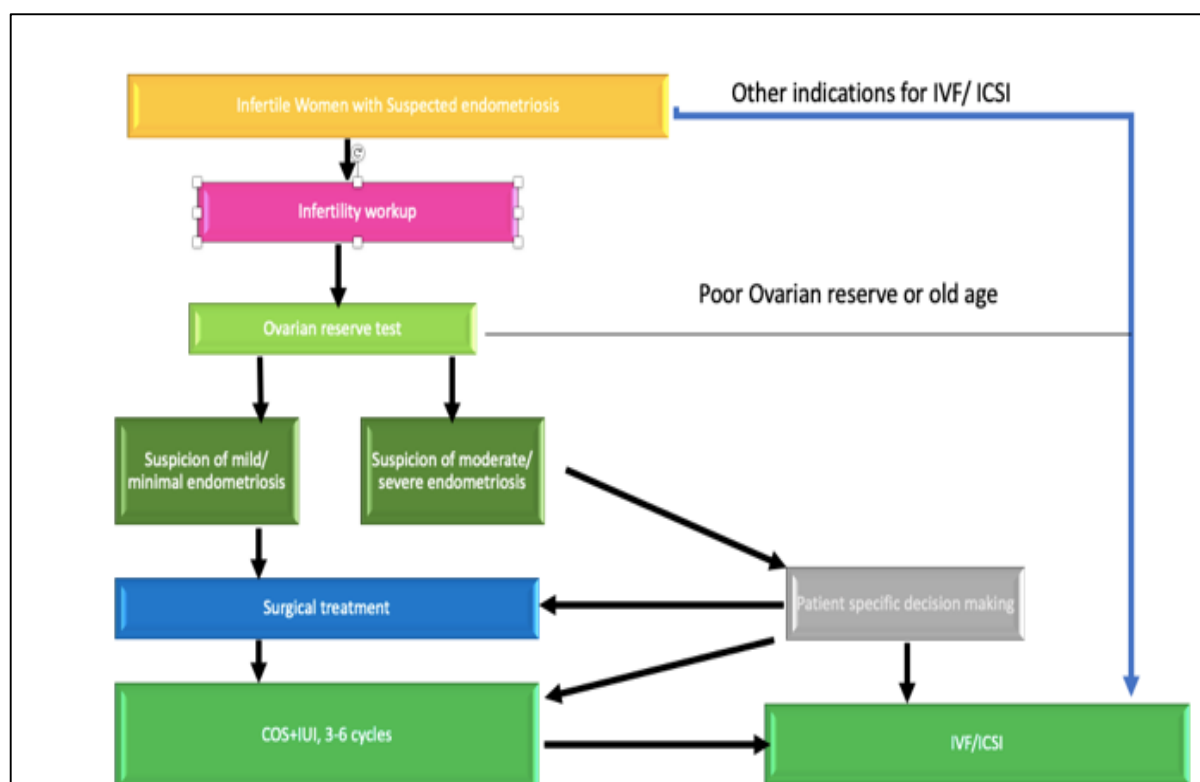 Infertile Women with Suspected endometriosis
Other indications for IVF/ ICSI
Infertility workup
Poor Ovarian reserve or old age
Ovarian reserve test
Suspicion of mild/
minimal endometriosis
Suspicion of moderate/
severe endometriosis
Surgical treatment
Patient specific decision making
COS+IUI, 3-6 cycles
IVF/ICSI